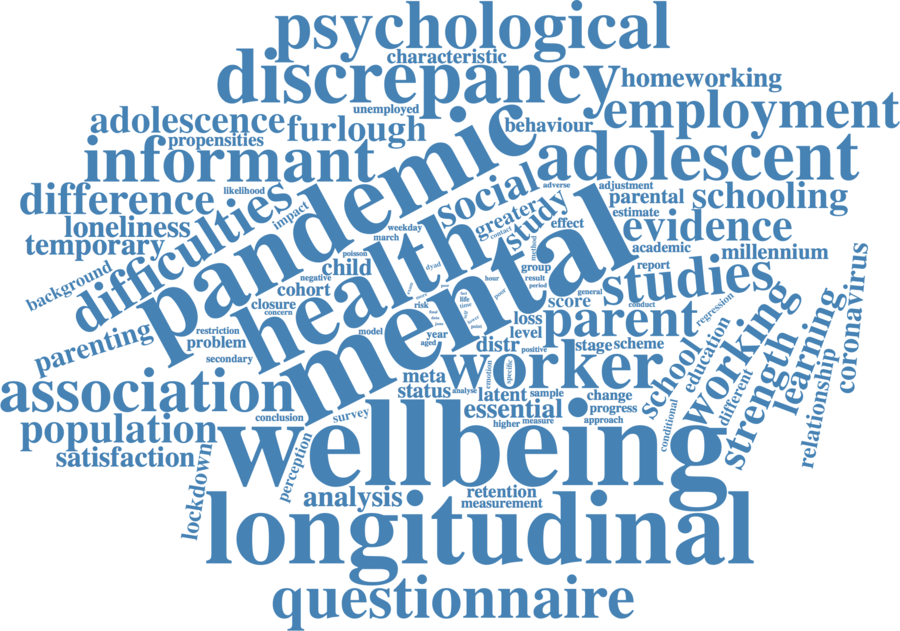 psychological
characteristic
discrepancy
homeworking
unemployed
employment
adolescence
furlough
behaviour
propensities
informant
pandemic
adolescent
difference
likelihood
difficulties
impact
social
adverse
adjustment
parental
schooling
loneliness
greater
study
contact
effect
estimate
evidence
temporary
weekday
march
health
mental
method
academic
millennium
background
poisson
child
dyad
group
report
studies
coronavirus
negative
cohort
hour
result
period
general
closure
concern
risk
life
time
poor
score
conduct
regression
parenting
restriction
problem
model
year
aged
loss
level
parent
working
learning
secondary
distr
positive
stage
scheme
school
education
strength
relationship
association
meta
worker
status
analyse
emotion
specific
latent
sample
change
progress
different
conditional
population
conclusion
survey
essential
higher
measure
approach
wellbeing
satisfaction
perception
lockdown
analysis
retention
measurement
longitudinal
questionnaire